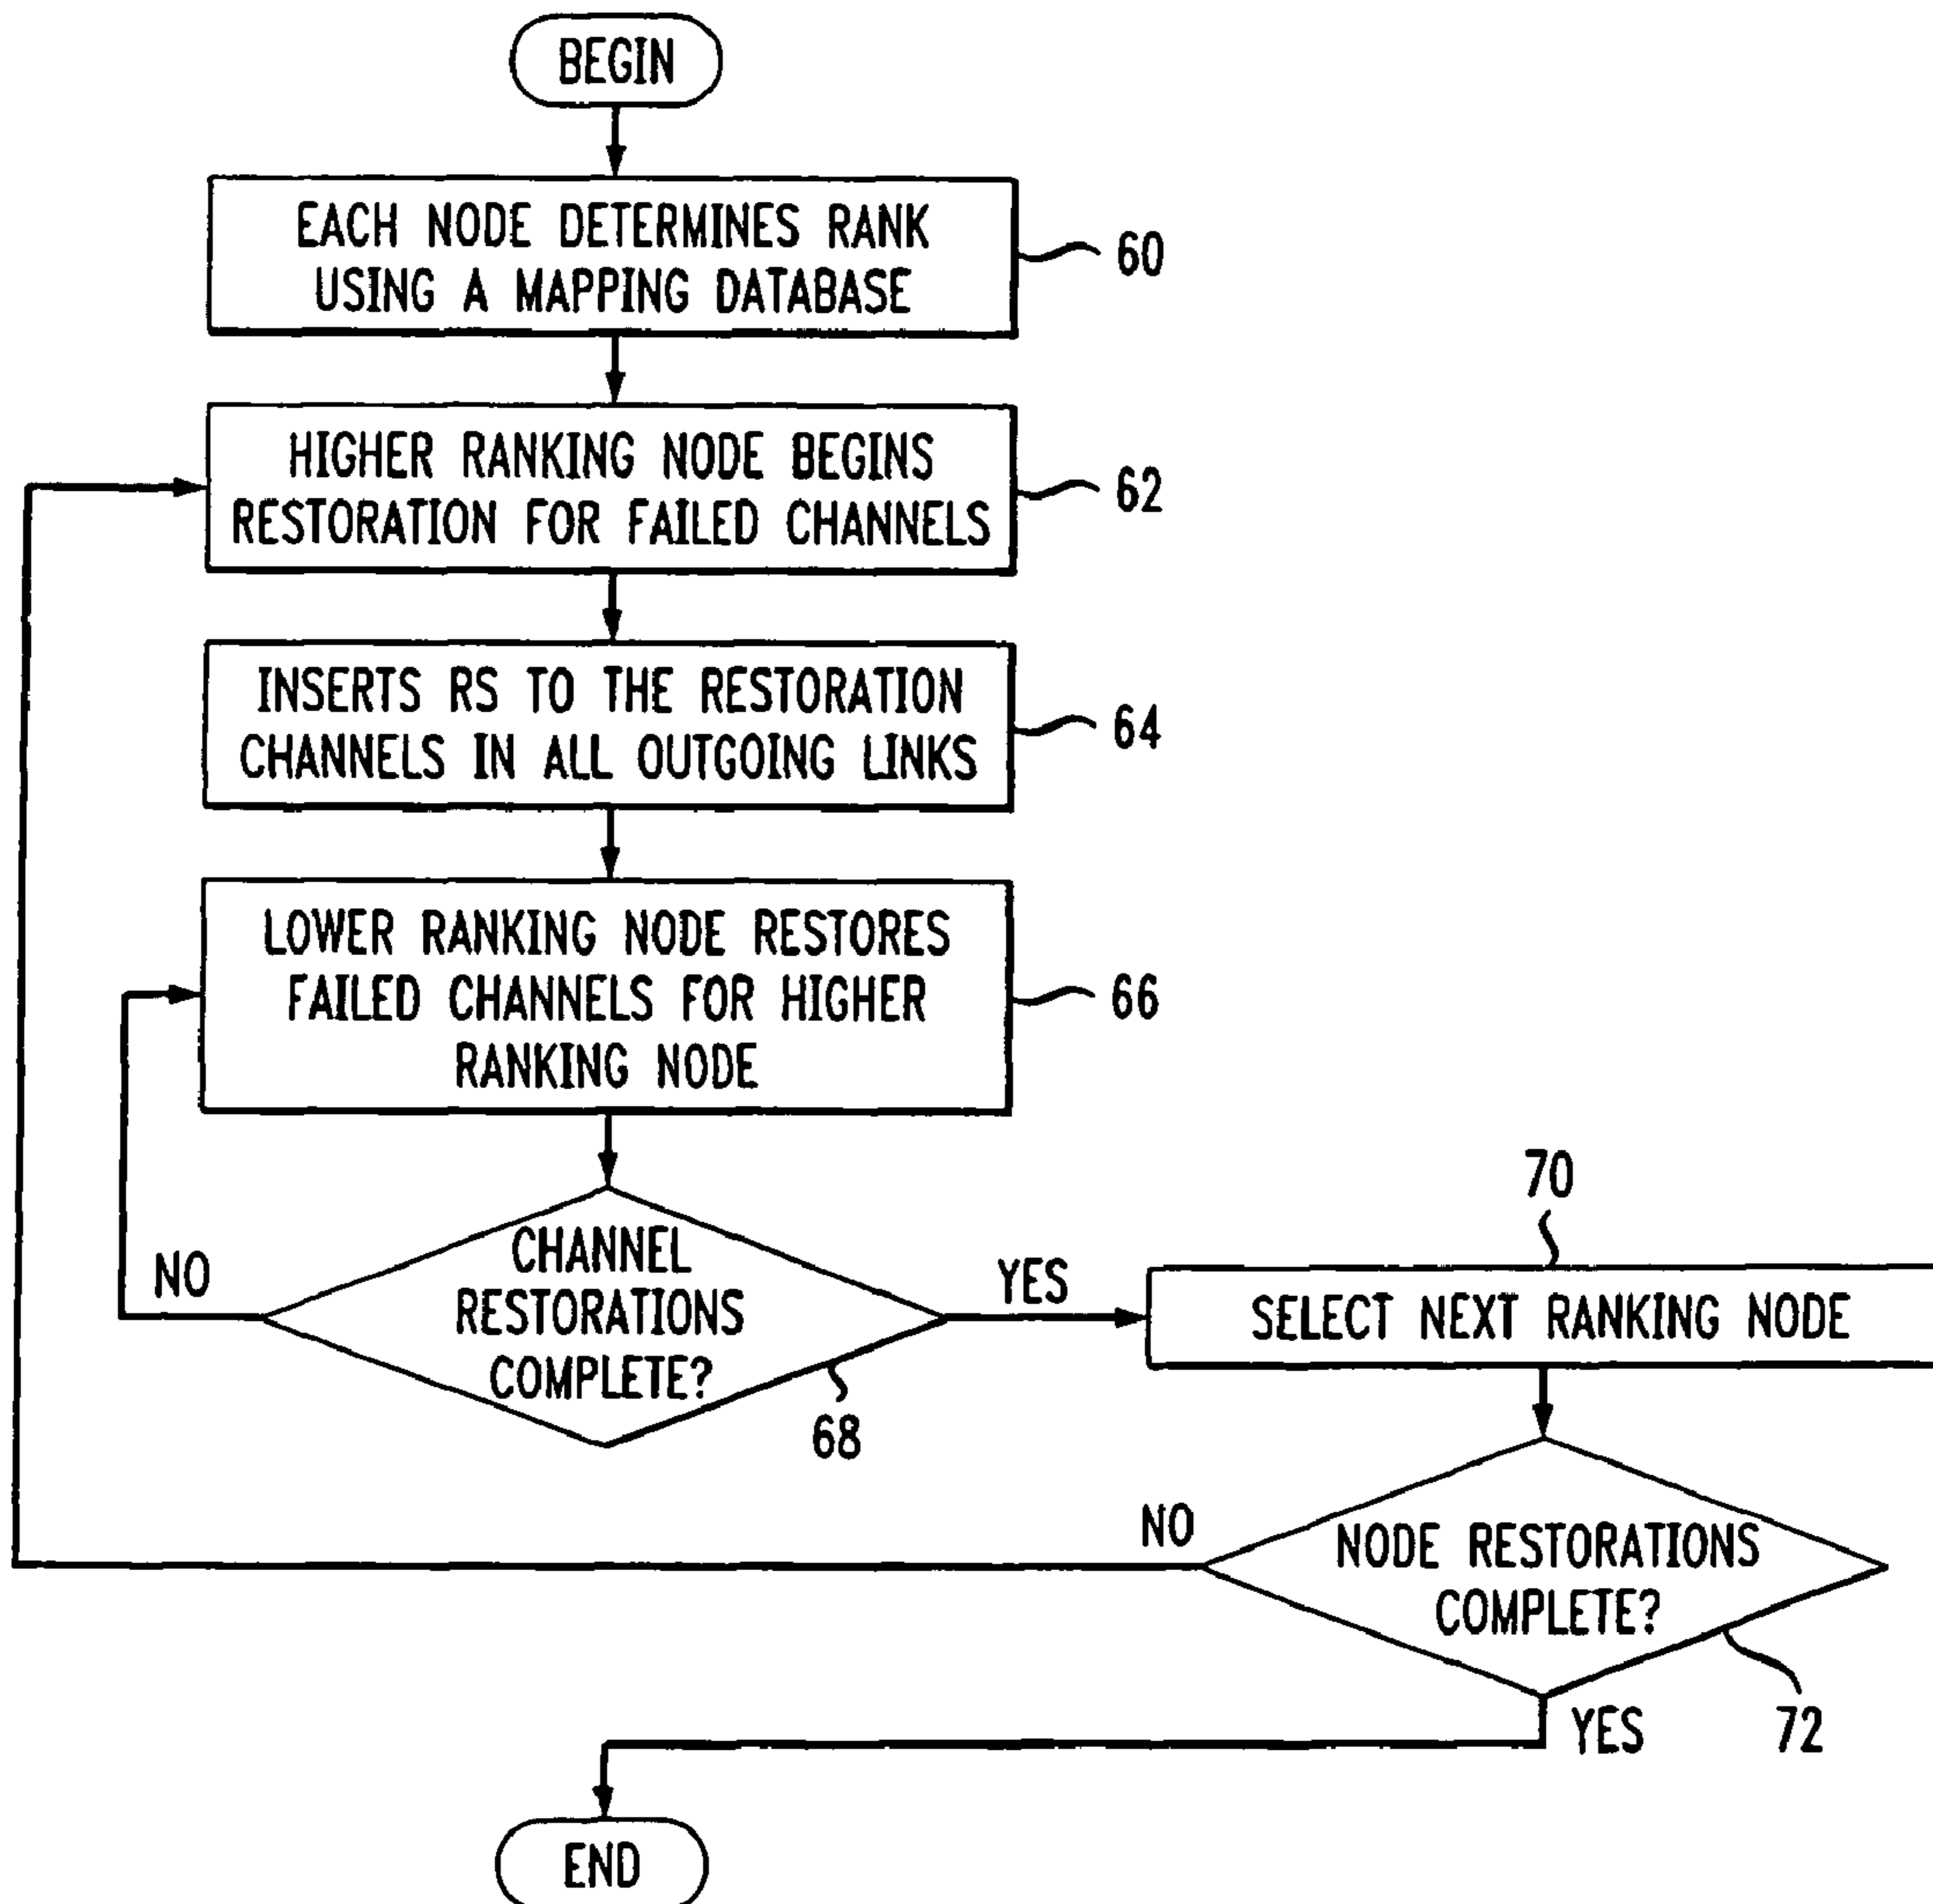 BEGIN
EACH NODE DETERMINES RANK
USING A MAPPING DATABASE
60
HIGHER RANKING NODE BEGINS
RESTORATION FOR FAILED CHANNELS
62
INSERTS RS TO THE RESTORATION
CHANNELS IN ALL OUTGOING LINKS
64
LOWER RANKING NODE RESTORES
FAILED CHANNELS FOR HIGHER
RANKING NODE
66
CHANNEL
RESTORATIONS
COMPLETE?
NO
YES
68
70
SELECT NEXT RANKING NODE
NODE RESTORATIONS
COMPLETE?
NO
YES
72
END